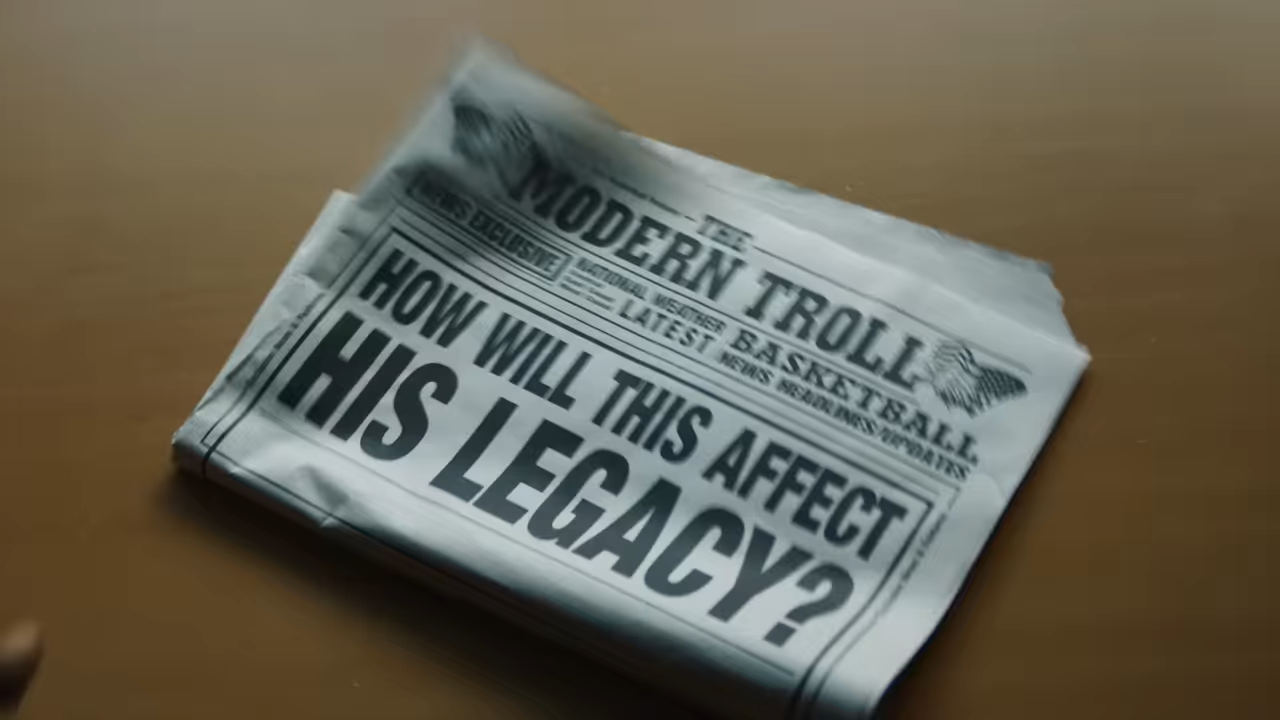 THE
MODERN TROLL
NEWS EXCLUSIVE
NATIONAL WEATHER
LATEST
BASKETBALL
NEWS HEADLINES/UPDATES
HOW WILL THIS AFFECT
HIS LEGACY?